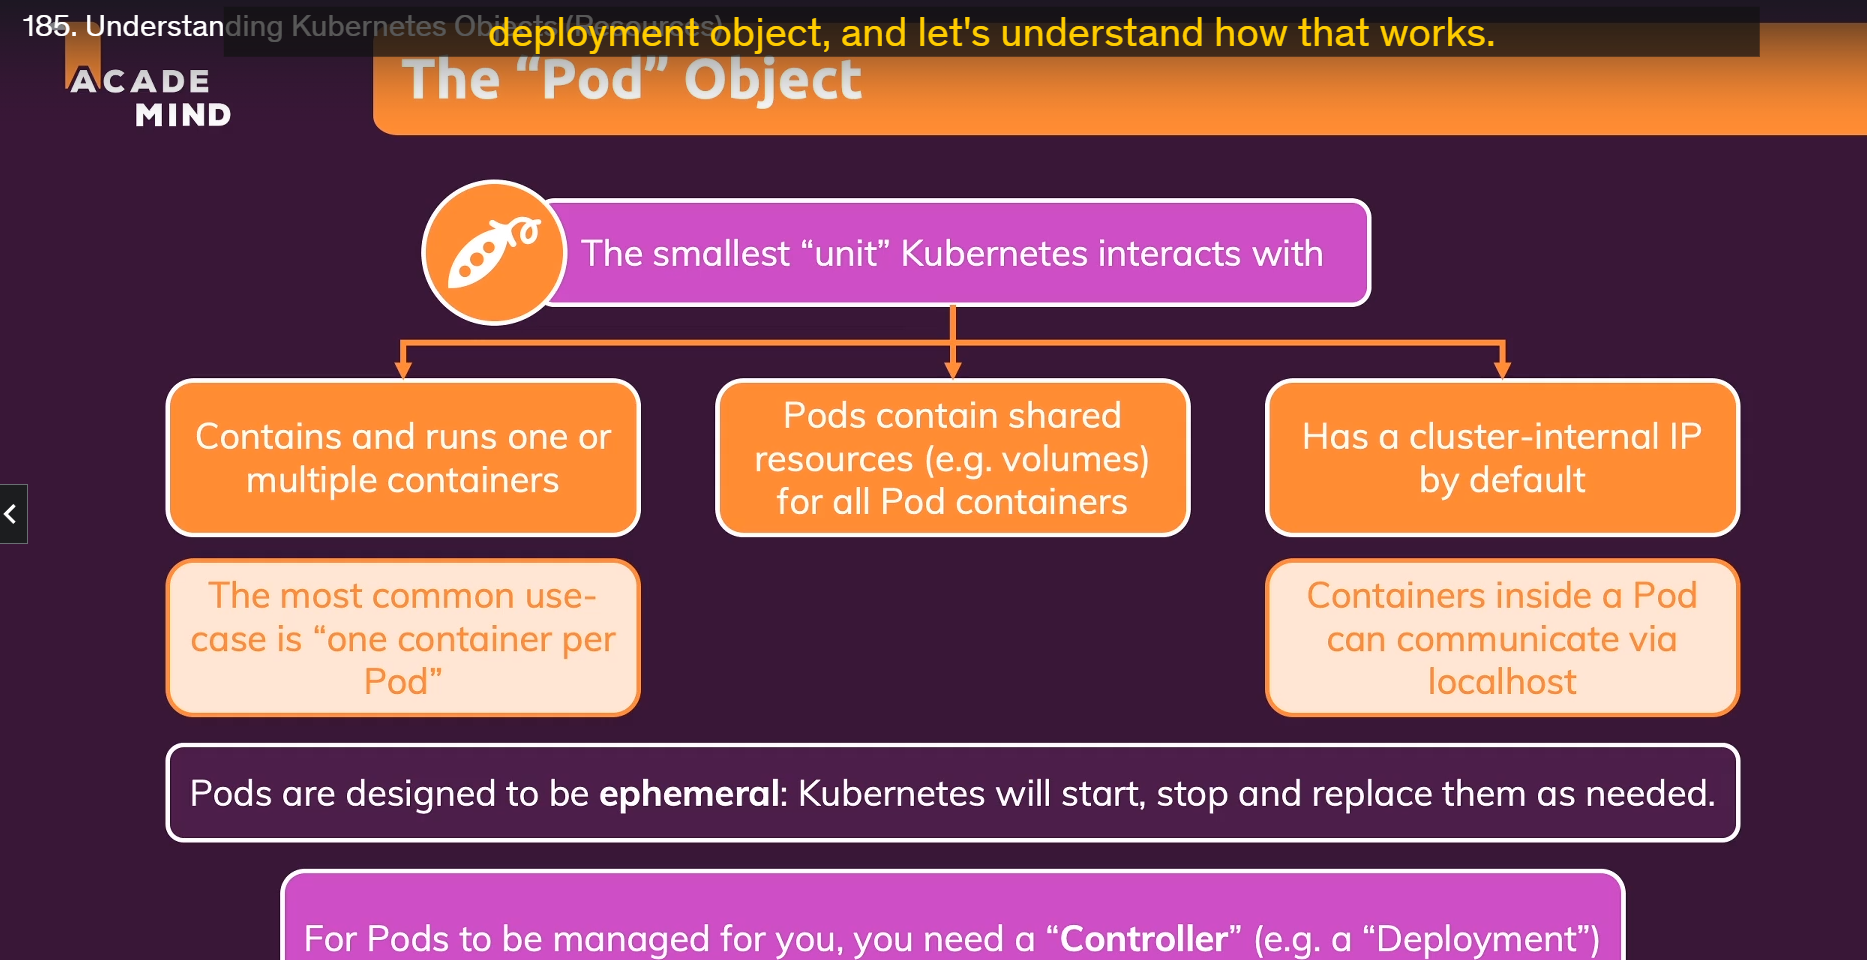 185. Understanding Kubernetes Objects (Resources)
deployment object, and let's understand how that works.
ACADE
MIND
The “Pod” Object
The smallest “unit” Kubernetes interacts with
Contains and runs one or
multiple containers
Pods contain shared
resources (e.g. volumes)
for all Pod containers
Has a cluster-internal IP
by default
The most common use-
case is “one container per
Pod”
Containers inside a Pod
can communicate via
localhost
Pods are designed to be ephemeral: Kubernetes will start, stop and replace them as needed.
For Pods to be managed for you, you need a “Controller” (e.g. a “Deployment”)